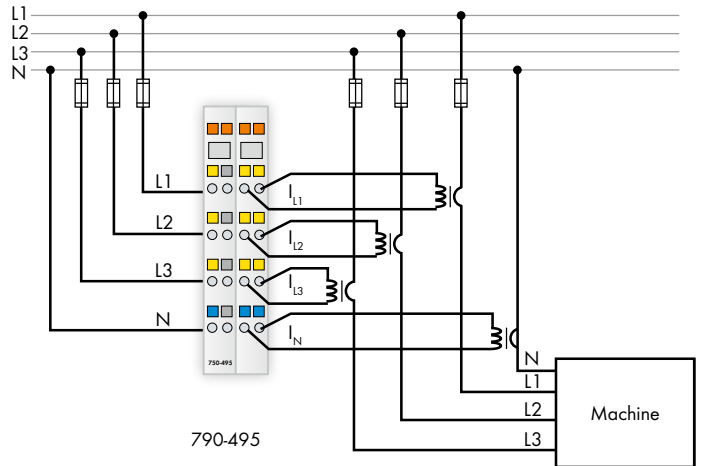 L1
L2
L3
N
L1
I L1
L2
I L2
L3
I L3
N
I N
750-495
790-495
N
L1
L2
L3
Machine